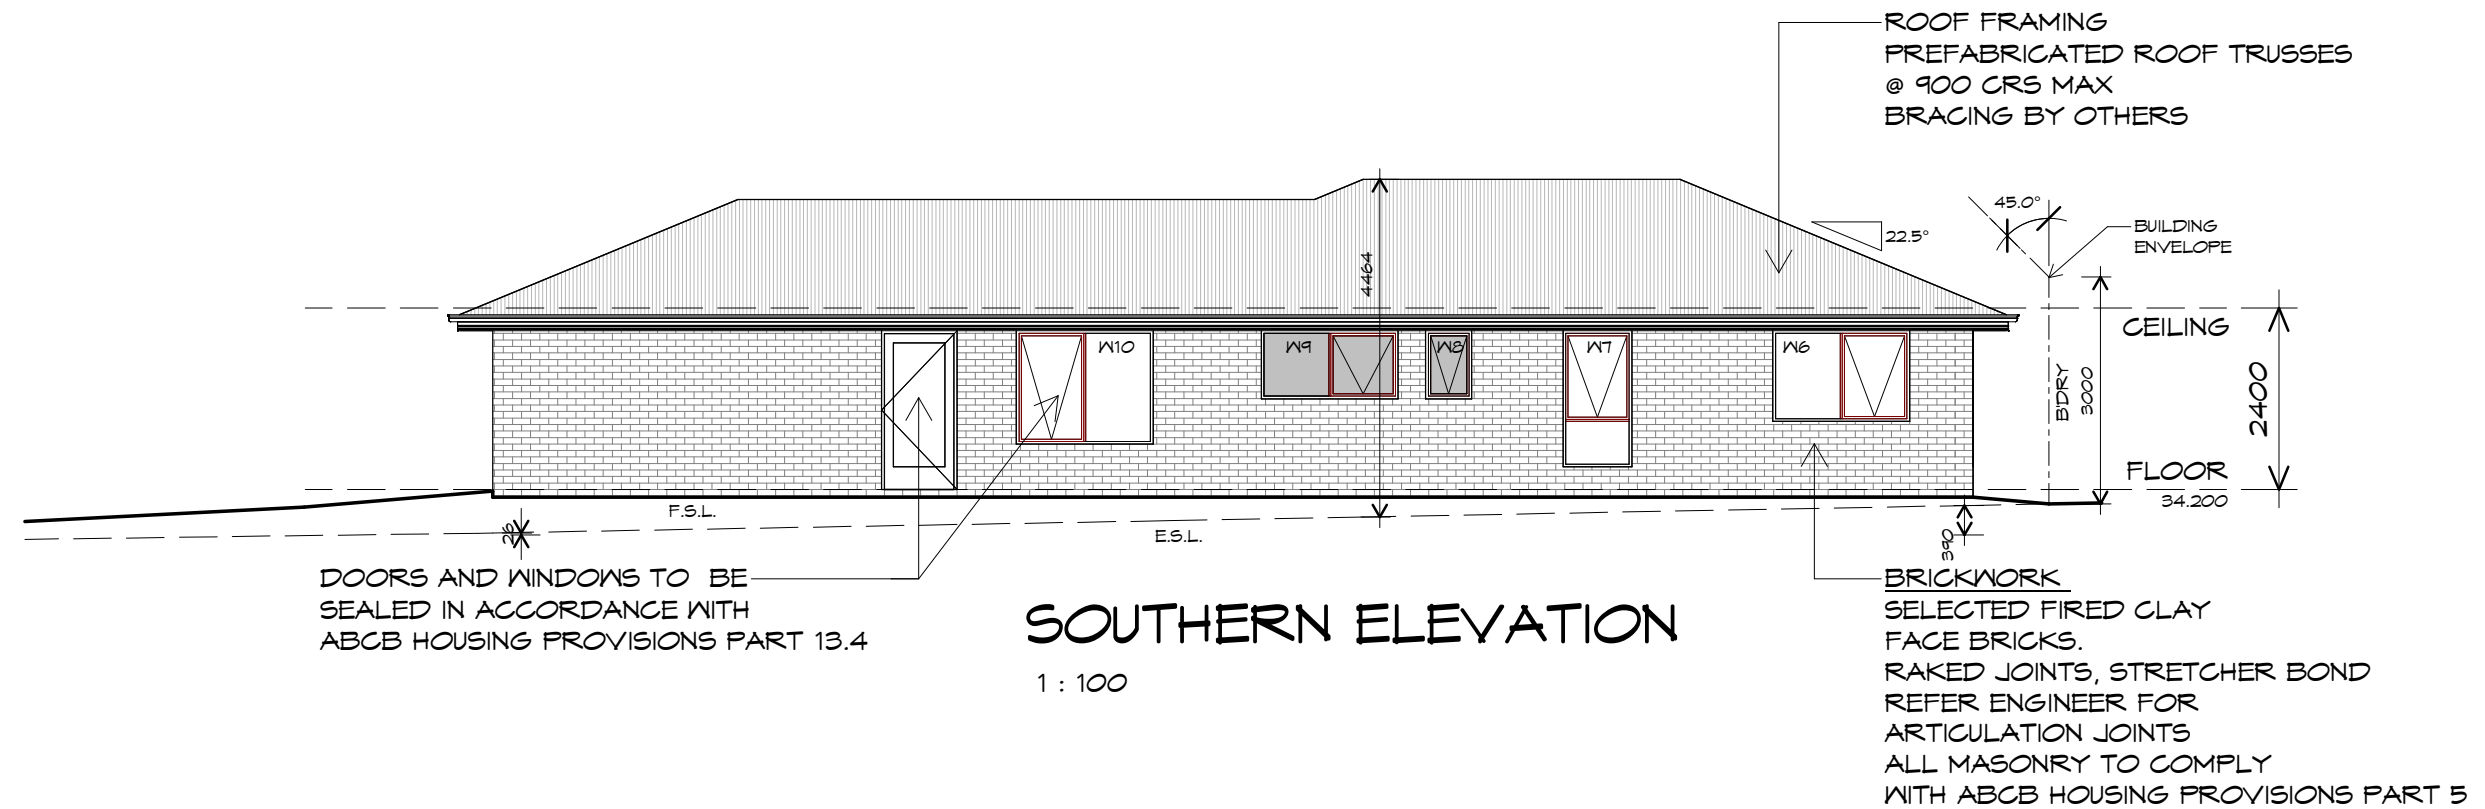 ROOF FRAMING
PREFABRICATED ROOF TRUSSES
@ 900 CRS MAX
BRACING BY OTHERS
45.0°
BUILDING
ENVELOPE
22.5°
4464
CEILING
W10
W9
W8
W7
W6
BDRY
3000
2400
FLOOR
34.200
F.S.L.
E.S.L.
390
DOORS AND WINDOWS TO BE
SEALED IN ACCORDANCE WITH
ABCB HOUSING PROVISIONS PART 13.4
SOUTHERN ELEVATION
1 : 100
BRICKWORK
SELECTED FIRED CLAY
FACE BRICKS.
RAKED JOINTS, STRETCHER BOND
REFER ENGINEER FOR
ARTICULATION JOINTS
ALL MASONRY TO COMPLY
WITH ABCB HOUSING PROVISIONS PART 5